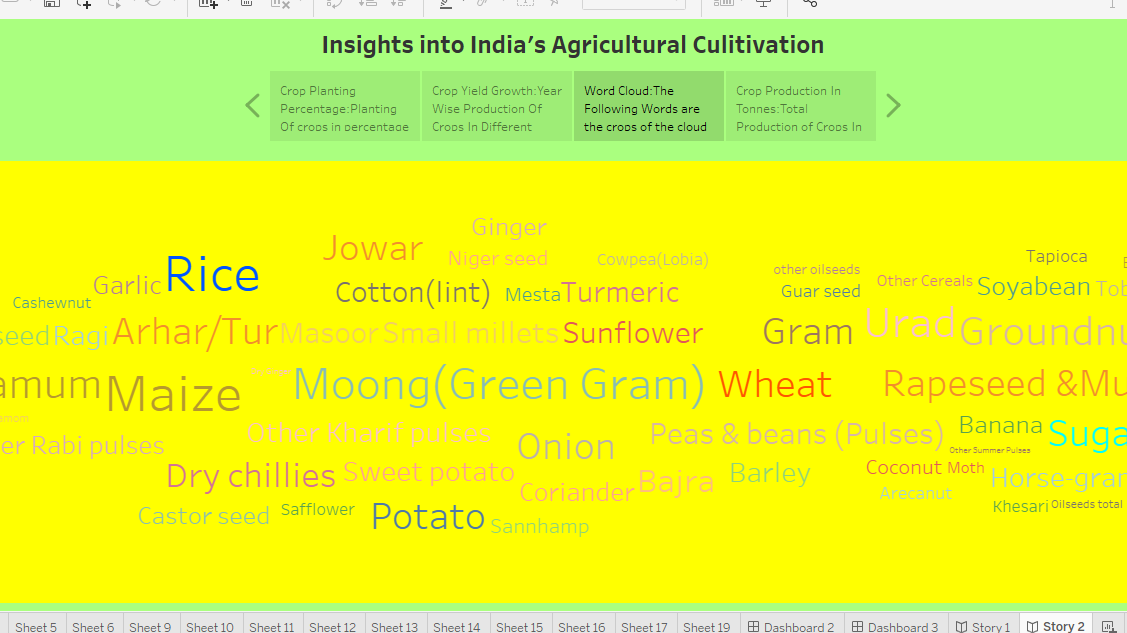 Insights into India's Agricultural Culitivation
Crop Planting
Percentage:Planting
Of crops in percentage
Crop Yield Growth:Year
Wise Production Of
Crops In Different
Word Cloud:The
Following Words are
the crops of the cloud
Crop Production In
Tonnes:Total
Production of Crops In
Ginger
Jowar
Niger seed
Cowpea(Lobia)
Tapioca
Rice
other oilseeds
Garlic
Other Cereals
Cotton(lint)
Mesta
Turmeric
Guar seed
Soyabean
Tob
Cashewnut
seed
Ragi
Arhar/Tur
Masoor
Small millets
Sunflower
Gram
Urad
Groundnu
amum
Maize
Moong(Green Gram)
Wheat
Rapeseed &Mu
amom
er Rabi pulses
Other Kharif pulses
Onion
Peas & beans (Pulses)
Banana
Suga
Other Summer Pulses
Dry chillies
Sweet potato
Coriander
Bajra
Barley
Coconut
Moth
Horse-gran
Arecanut
Castor seed
Safflower
Potato
Sannhamp
Khesari
Oilseeds total
Sheet 5 Sheet 6 Sheet 9 Sheet 10 Sheet 11 Sheet 12 Sheet 13 Sheet 14 Sheet 15 Sheet 16 Sheet 17 Sheet 19 Dashboard 2 Dashboard 3 Story 1 Story 2